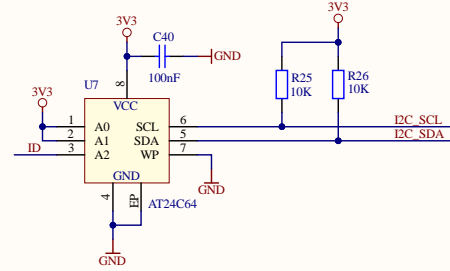 3V3
3V3
C40
GND
100nF
3V3
U7
8
VCC
R25
10K
R26
10K
1
A0
SCL
6
I2C_SCL
2
A1
SDA
5
I2C_SDA
ID
3
A2
WP
7
GND
GND
4
EP
AT24C64
GND